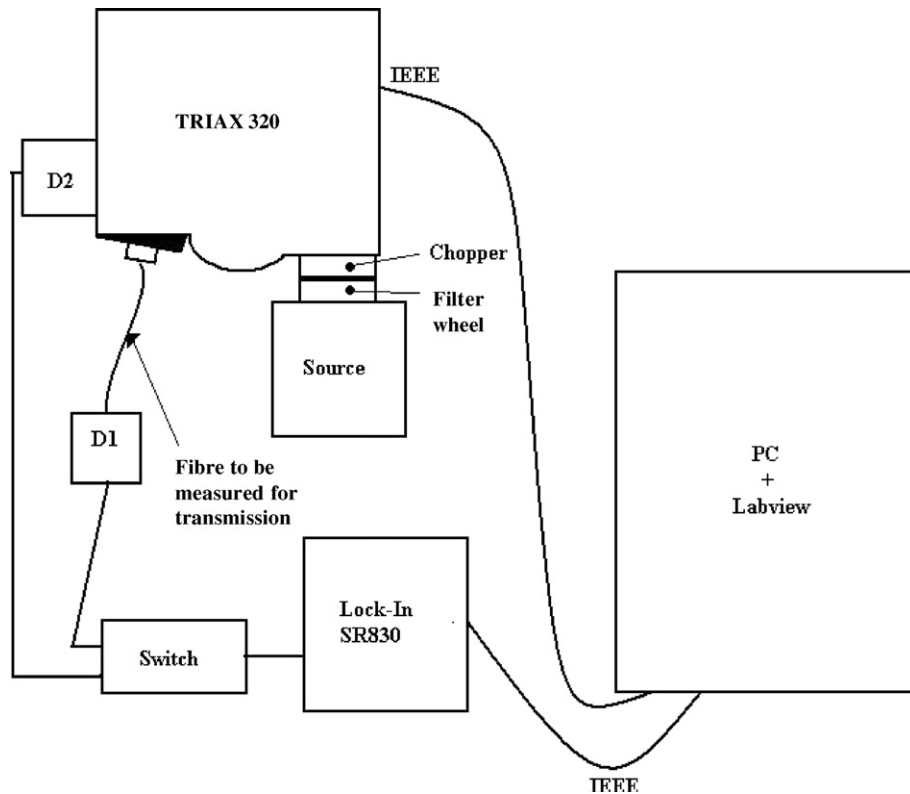 IEEE
TRIAX 320
D2
Chopper
Filter
wheel
Source
D1
Fibre to be
measured for
transmission
PC
+
Labview
Lock-In
SR830
Switch
IEEE